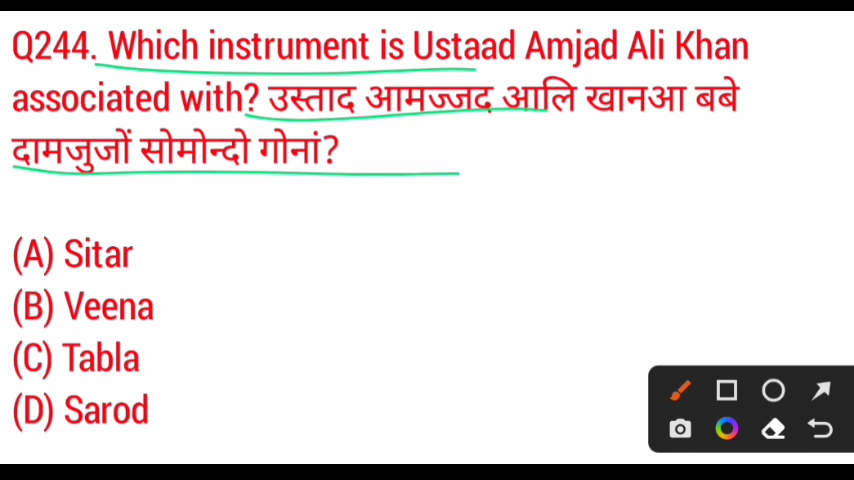 Q244. Which instrument is Ustaad Amjad Ali Khan
associated with? उस्ताद आमज्जद आलि खानआ बबे
दामजुजों सोमोन्दो गोनां?
(A) Sitar
(B) Veena
(C) Tabla
(D) Sarod